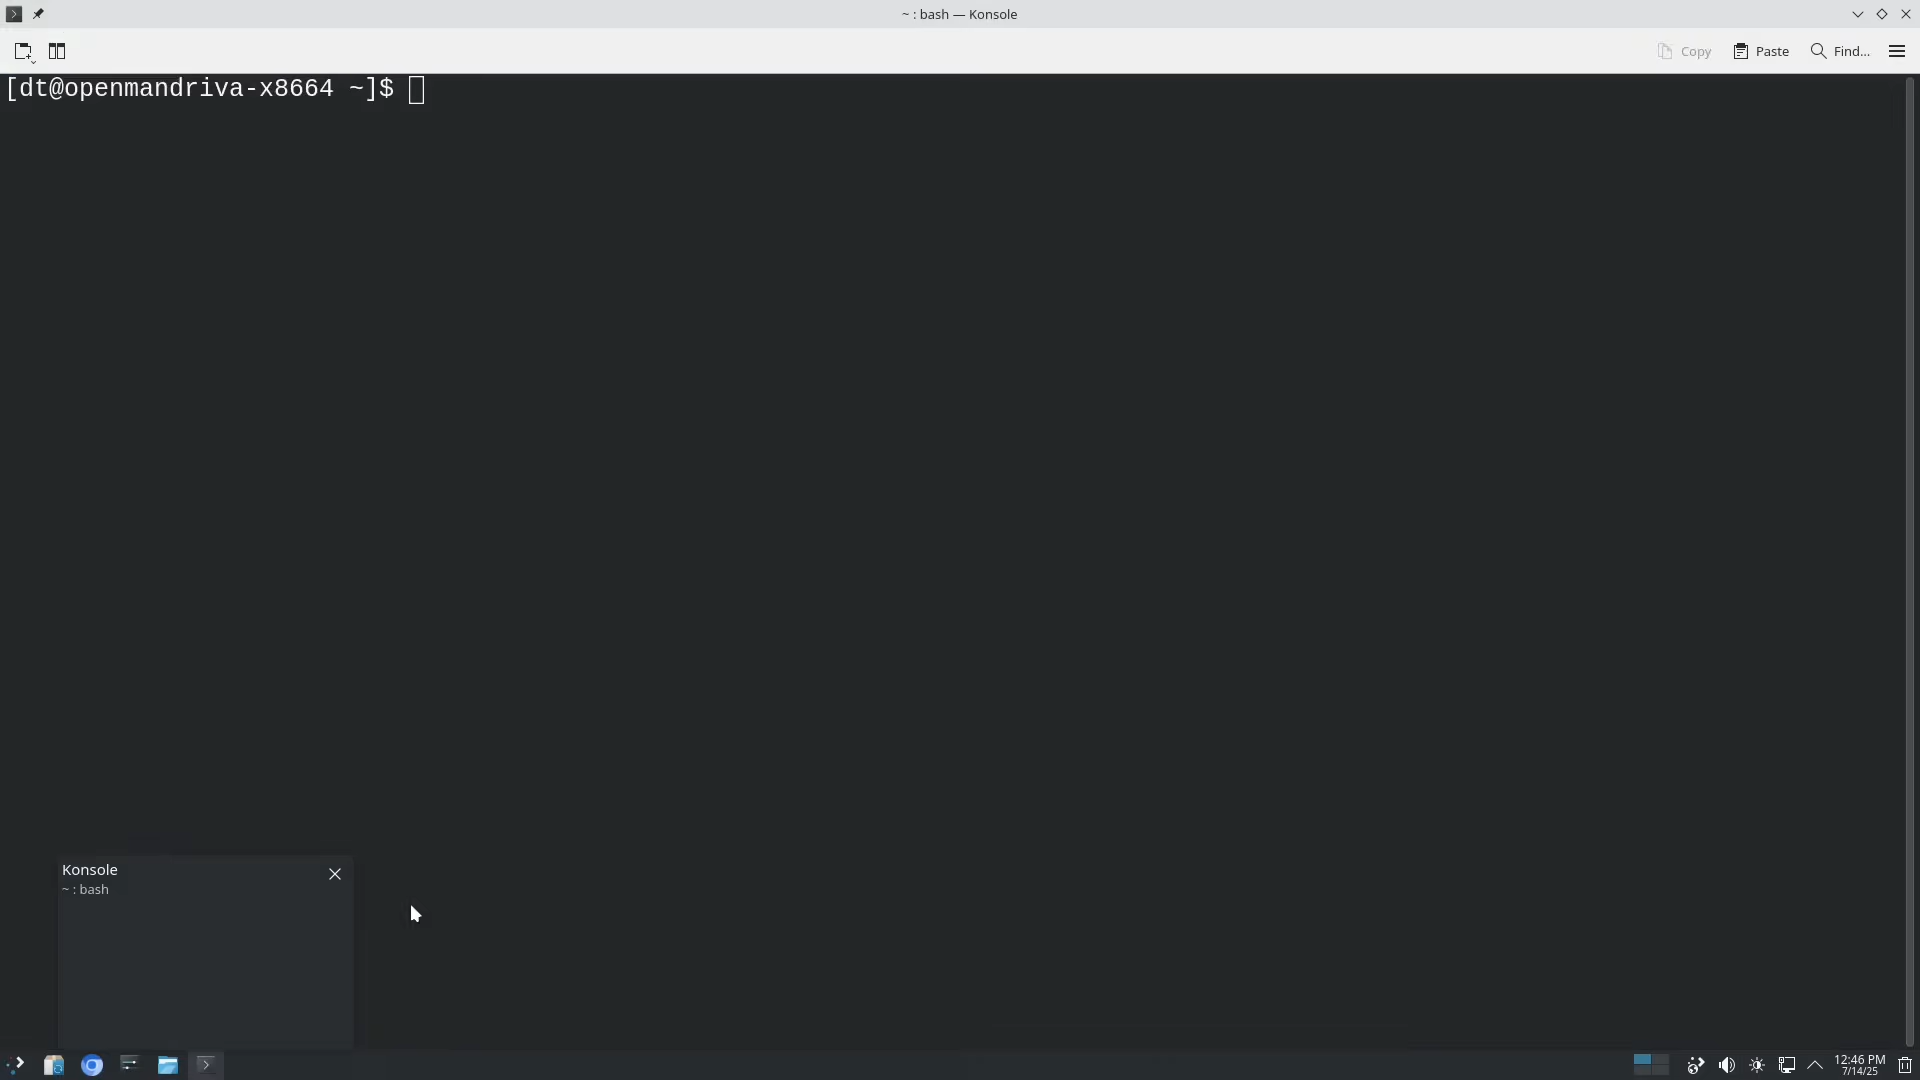 ~ : bash — Konsole
Copy Paste Find...
[dt@openmandriva-x8664 ~]$
Konsole
~ : bash
12:46 PM
7/14/25